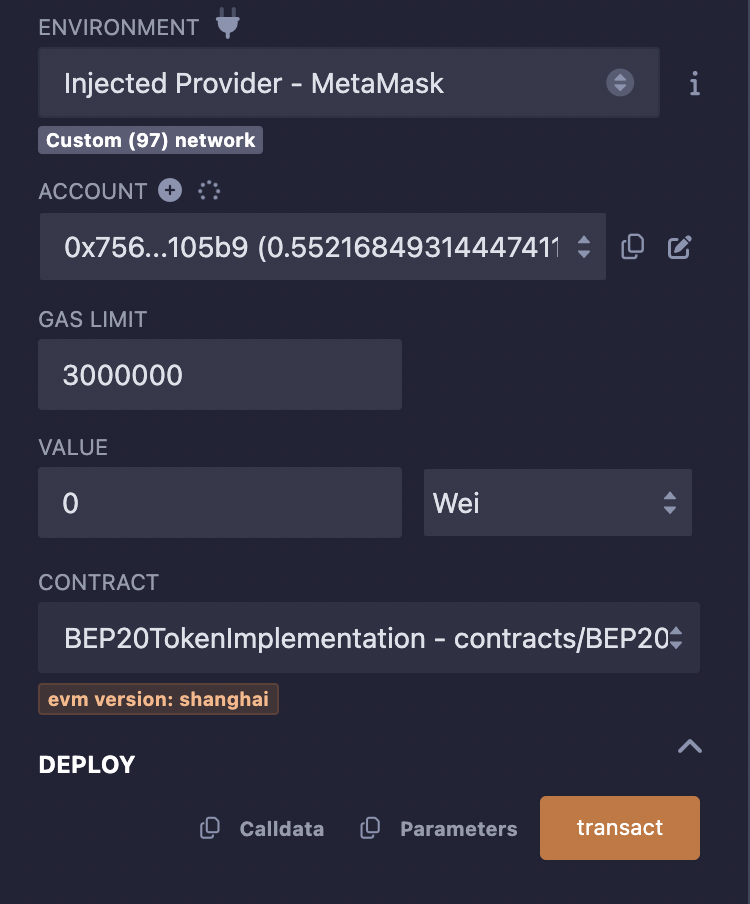 ENVIRONMENT
Injected Provider - MetaMask
i
Custom (97) network
ACCOUNT
0x756...105b9 (0.55216849314447411
GAS LIMIT
3000000
VALUE
0 Wei
CONTRACT
BEP20TokenImplementation - contracts/BEP20
evm version: shanghai
DEPLOY
Calldata Parameters transact